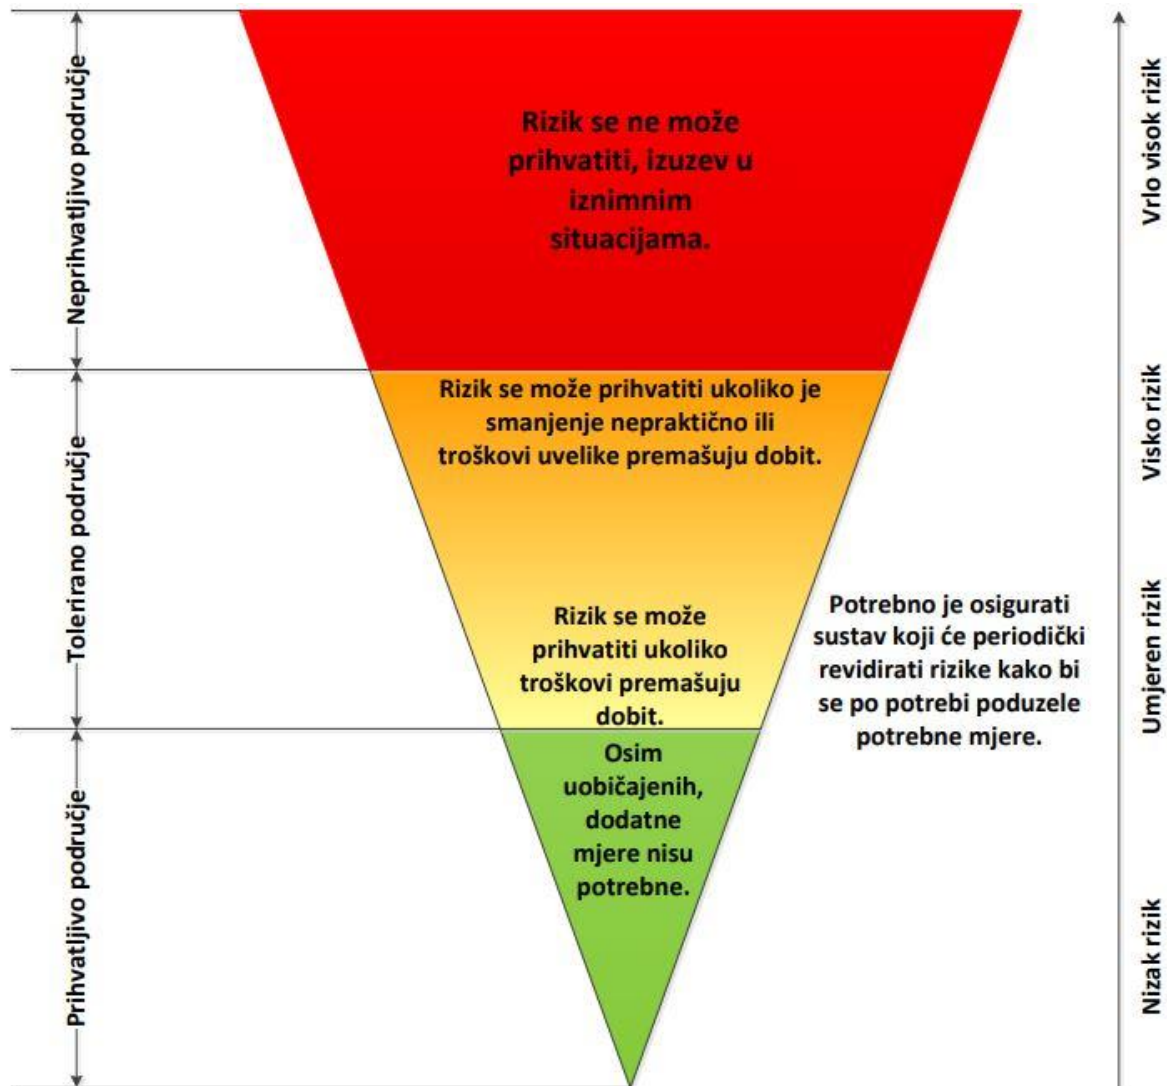 Neprihvatljivo područje
Rizik se ne može
prihvatiti, izuzev u
iznimnim
situacijama.
Vrlo visok rizik
Tolerirano područje
Rizik se može prihvatiti ukoliko je
smanjenje nepraktično ili
troškovi uvelike premašuju dobit.
Visko rizik
Rizik se može
prihvatiti ukoliko
troškovi premašuju
dobit.
Potrebno je osigurati
sustav koji će periodički
revidirati rizike kako bi
se po potrebi poduzele
potrebne mjere.
Umjeren rizik
Prihvatljivo područje
Osim
uobičajenih,
dodatne
mjere nisu
potrebne.
Nizak rizik